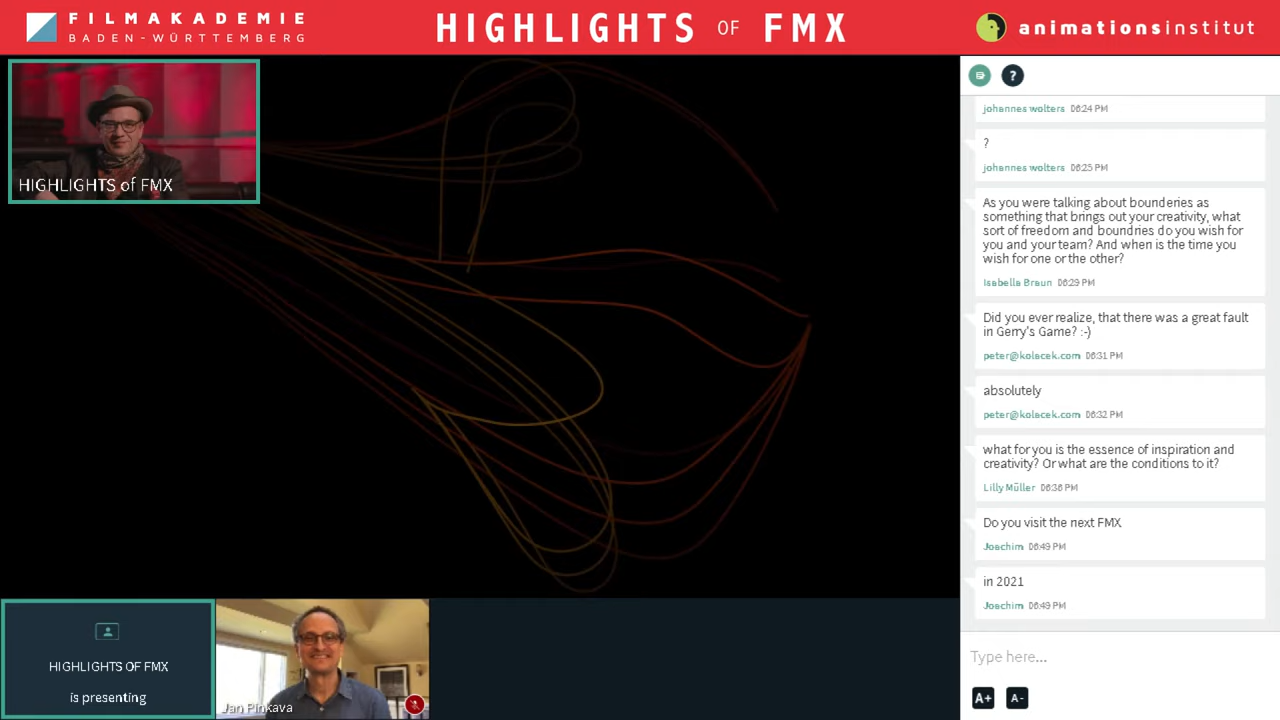 FILMAKADEMIE
BADEN-WÜRTTEMBERG
HIGHLIGHTS OF FMX
animationsinstitut
HIGHLIGHTS of FMX
?
johannes wolters 06:24 PM
?
johannes wolters 06:25 PM
As you were talking about bounderies as
something that brings out your creativity, what
sort of freedom and boundries do you wish for
you and your team? And when is the time you
wish for one or the other?
Isabella Braun 06:29 PM
Did you ever realize, that there was a great fault
in Gerry's Game? :-)
peter@kolacek.com 06:31 PM
absolutely
peter@kolacek.com 06:32 PM
what for you is the essence of inspiration and
creativity? Or what are the conditions to it?
Lilly Müller 06:36 PM
Do you visit the next FMX
Joachim 06:49 PM
in 2021
Joachim 06:49 PM
HIGHLIGHTS OF FMX
is presenting
Jan Pinkava
Type here...
A+ A-